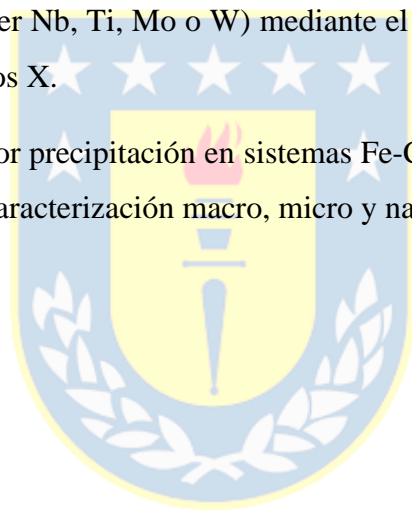 er Nb, Ti, Mo o W) mediante el
os X.
or precipitación en sistemas Fe-C
aracterización macro, micro y na